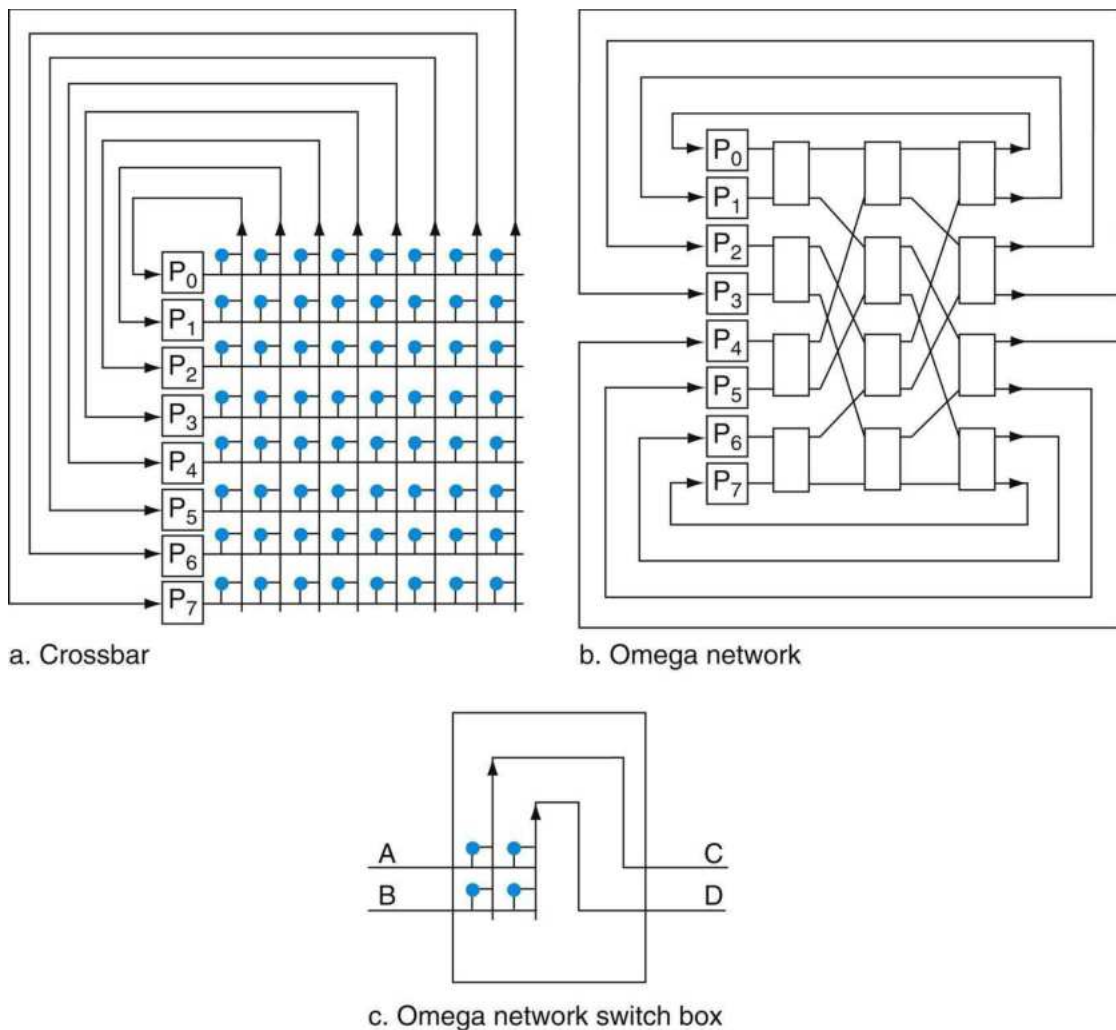 P0
P1
P2
P3
P4
P5
P6
P7
a. Crossbar
P0
P1
P2
P3
P4
P5
P6
P7
b. Omega network
A
B
C
D
c. Omega network switch box